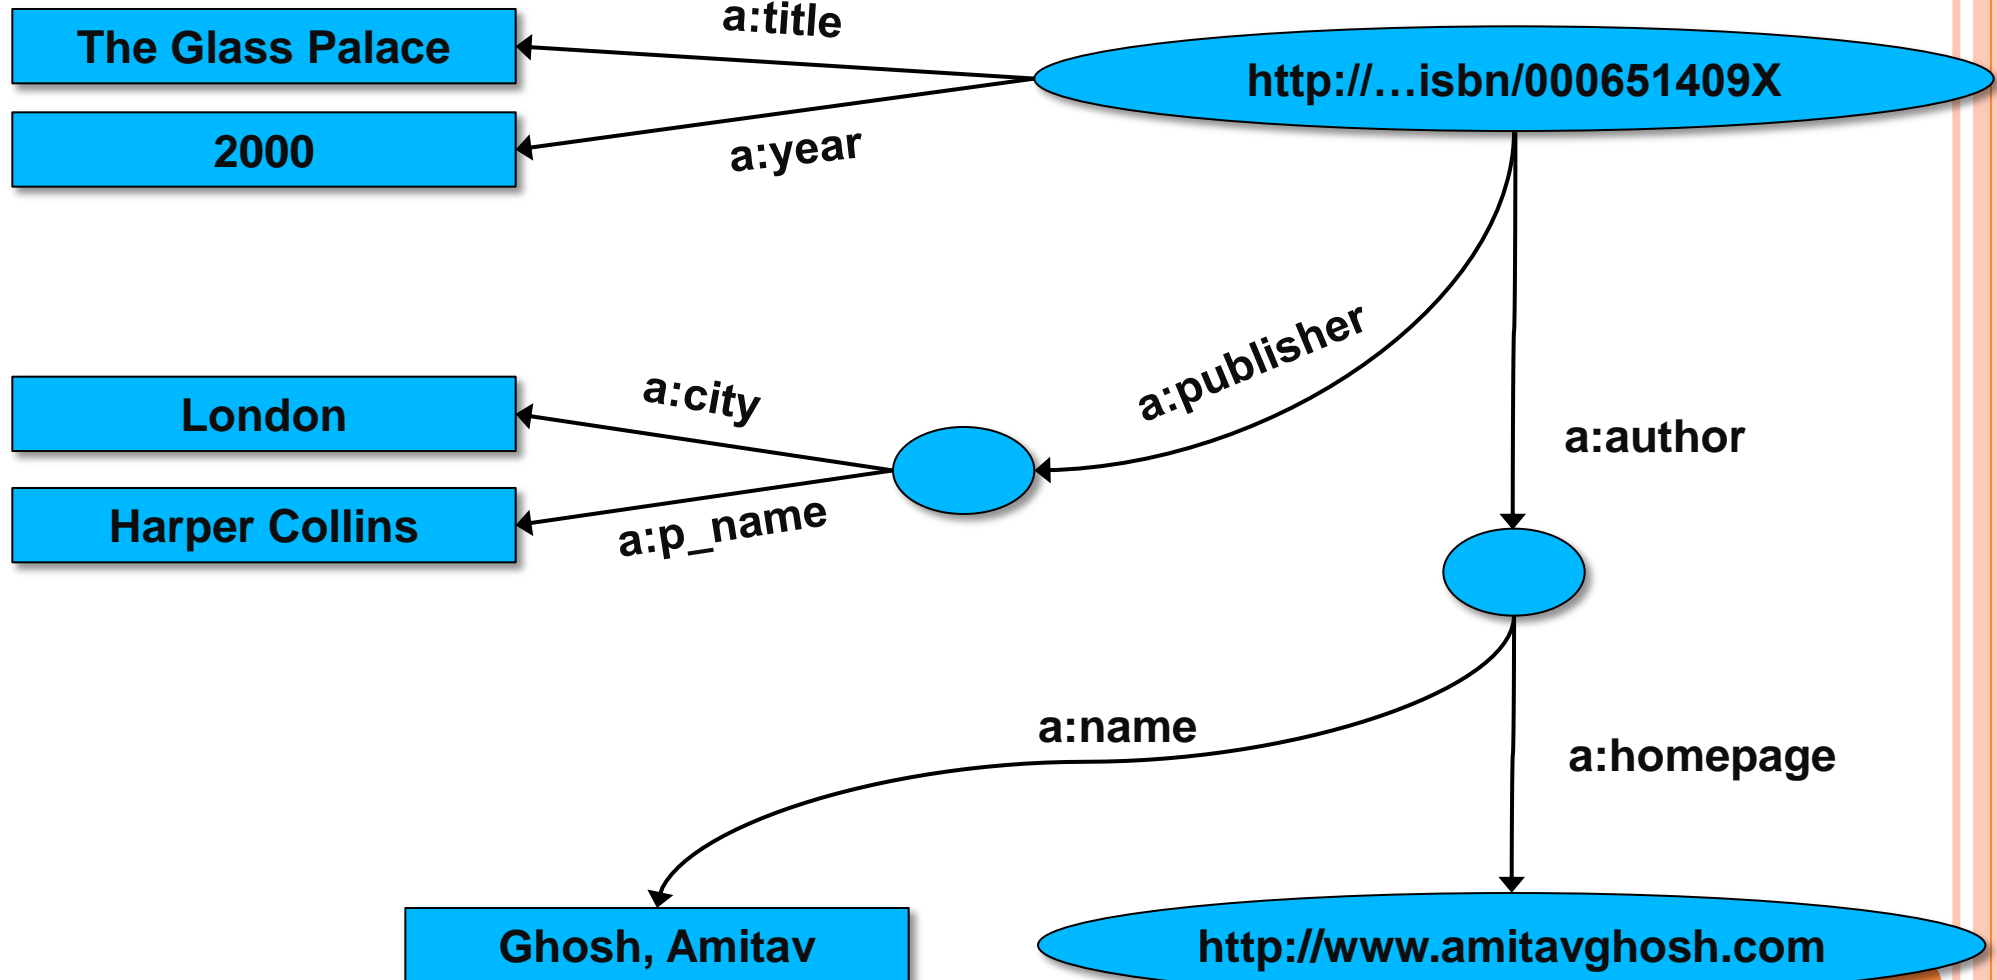 a:title
The Glass Palace
http://…isbn/000651409X
2000
a:year
a:publisher
a:city
London
a:author
Harper Collins
a:p_name
a:name
a:homepage
Ghosh, Amitav
http://www.amitavghosh.com